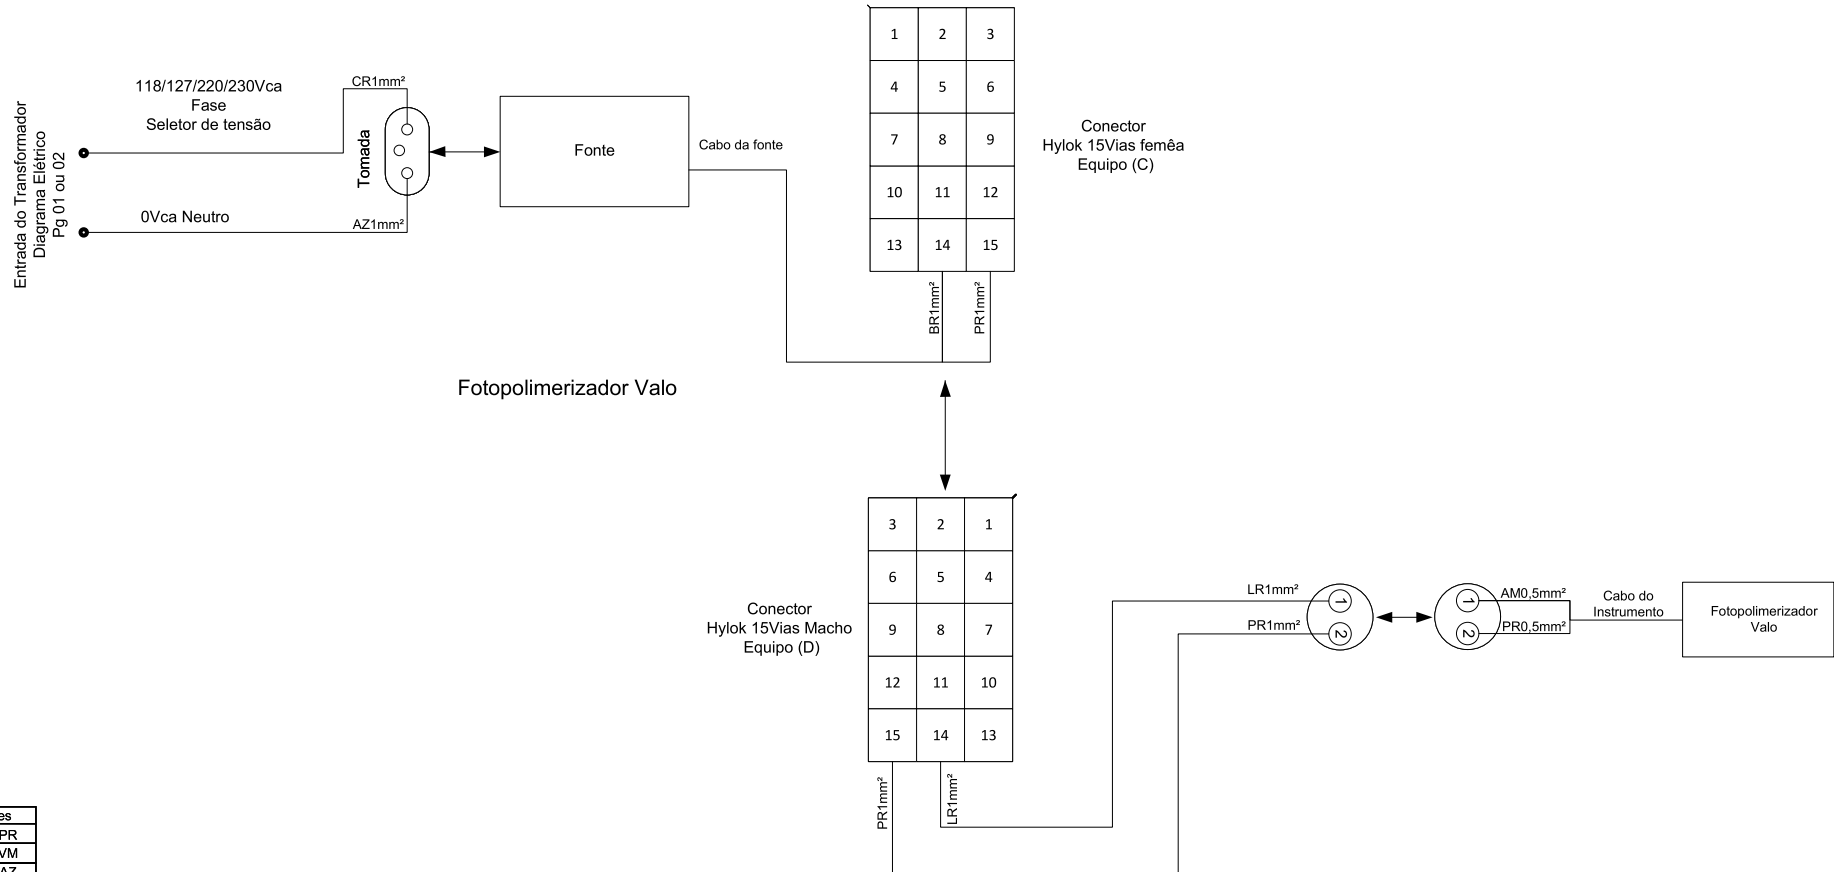 Entrada do Transformador
Diagrama Elétrico
Pg 01 ou 02
118/127/220/230Vca
Fase
Seletor de tensão
0Vca Neutro
CR1mm²
AZ1mm²
Tomada
Fonte
Cabo da fonte
1 2 3
4 5 6
7 8 9
10 11 12
13 14 15
Conector
Hylok 15Vias femêa
Equipo (C)
BR1mm²
PR1mm²
Fotopolimerizador Valo
3 2 1
6 5 4
9 8 7
12 11 10
15 14 13
Conector
Hylok 15Vias Macho
Equipo (D)
PR1mm²
LR1mm²
LR1mm²
PR1mm²
1
2
1
2
AM0,5mm²
PR0,5mm²
Cabo do
Instrumento
Fotopolimerizador
Valo
es
PR
VM
AZ